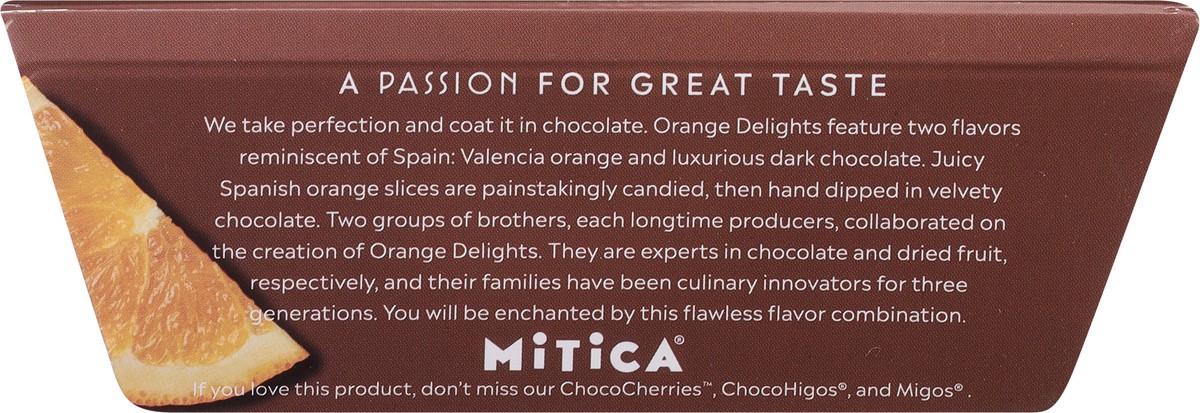 A PASSION FOR GREAT TASTE
We take perfection and coat it in chocolate. Orange Delights feature two flavors
reminiscent of Spain: Valencia orange and luxurious dark chocolate. Juicy
Spanish orange slices are painstakingly candied, then hand dipped in velvety
chocolate. Two groups of brothers, each longtime producers, collaborated on
the creation of Orange Delights. They are experts in chocolate and dried fruit,
respectively, and their families have been culinary innovators for three
generations. You will be enchanted by this flawless flavor combination.
MiTiCA®
If you love this product, don't miss our ChocoCherries™, ChocoHigos®, and Migos® .